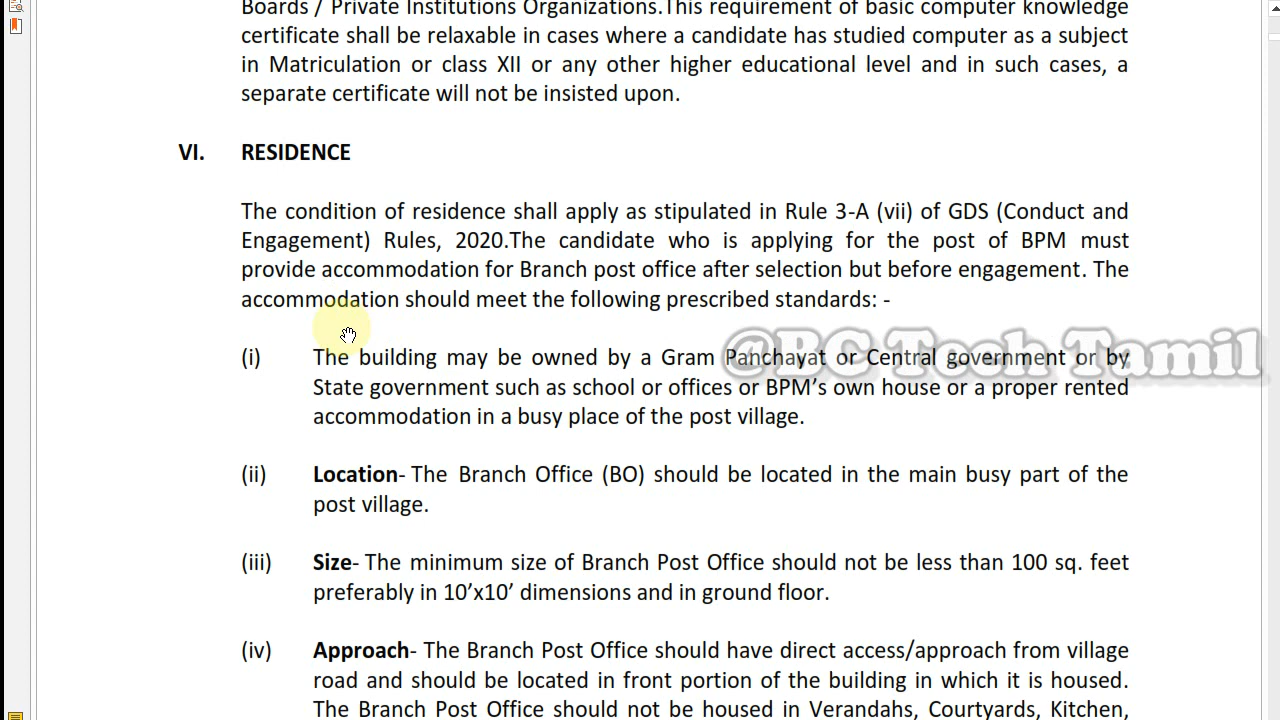 Boards / Private Institutions Organizations.This requirement of basic computer knowledge
certificate shall be relaxable in cases where a candidate has studied computer as a subject
in Matriculation or class XII or any other higher educational level and in such cases, a
separate certificate will not be insisted upon.
VI. RESIDENCE
The condition of residence shall apply as stipulated in Rule 3-A (vii) of GDS (Conduct and
Engagement) Rules, 2020.The candidate who is applying for the post of BPM must
provide accommodation for Branch post office after selection but before engagement. The
accommodation should meet the following prescribed standards: -
@BC Tech Tamil
(i) The building may be owned by a Gram Panchayat or Central government or by
State government such as school or offices or BPM’s own house or a proper rented
accommodation in a busy place of the post village.
(ii) Location- The Branch Office (BO) should be located in the main busy part of the
post village.
(iii) Size- The minimum size of Branch Post Office should not be less than 100 sq. feet
preferably in 10’x10’ dimensions and in ground floor.
(iv) Approach- The Branch Post Office should have direct access/approach from village
road and should be located in front portion of the building in which it is housed.
The Branch Post Office should not be housed in Verandahs, Courtyards, Kitchen,